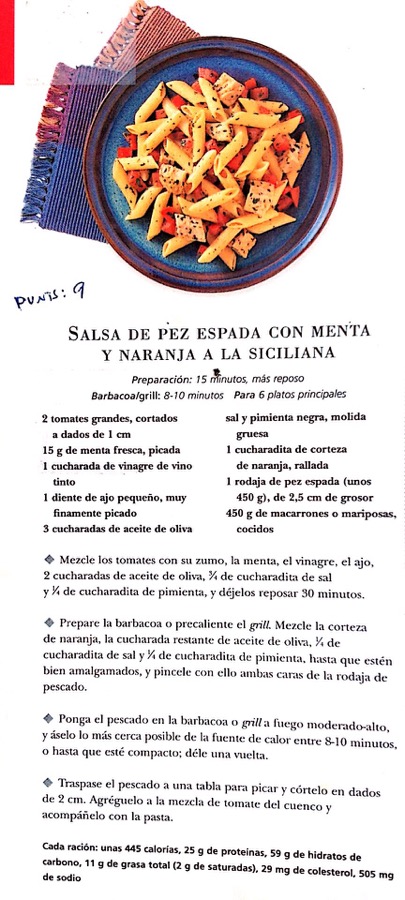 PUNTS: 9
SALSA DE PEZ ESPADA CON MENTA
Y NARANJA A LA SICILIANA
Preparación: 15 minutos, más reposo
Barbacoa/grill: 8-10 minutos Para 6 platos principales
2 tomates grandes, cortados
a dados de 1 cm
15 g de menta fresca, picada
1 cucharada de vinagre de vino
tinto
1 diente de ajo pequeño, muy
finamente picado
3 cucharadas de aceite de oliva
sal y pimienta negra, molida
gruesa
1 cucharadita de corteza
de naranja, rallada
1 rodaja de pez espada (unos
450 g), de 2,5 cm de grosor
450 g de macarrones o mariposas,
cocidos
◆ Mezcle los tomates con su zumo, la menta, el vinagre, el ajo,
2 cucharadas de aceite de oliva, ¾ de cucharadita de sal
y ¼ de cucharadita de pimienta, y déjelos reposar 30 minutos.
◆ Prepare la barbacoa o precaliente el grill. Mezcle la corteza
de naranja, la cucharada restante de aceite de oliva, ¼ de
cucharadita de sal y ¼ de cucharadita de pimienta, hasta que estén
bien amalgamados, y pincele con ello ambas caras de la rodaja de
pescado.
◆ Ponga el pescado en la barbacoa o grill a fuego moderado-alto,
y áselo lo más cerca posible de la fuente de calor entre 8-10 minutos,
o hasta que esté compacto; déle una vuelta.
◆ Traspase el pescado a una tabla para picar y córtelo en dados
de 2 cm. Agréguelo a la mezcla de tomate del cuenco y
acompáñelo con la pasta.
Cada ración: unas 445 calorías, 25 g de proteínas, 59 g de hidratos de
carbono, 11 g de grasa total (2 g de saturadas), 29 mg de colesterol, 505 mg
de sodio